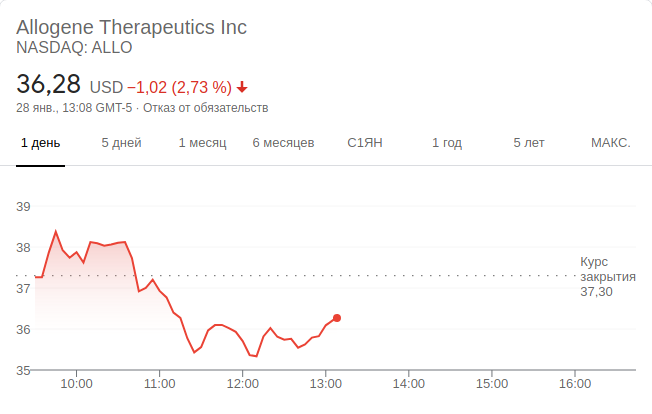 Allogene Therapeutics Inc
NASDAQ: ALLO
36,28 USD −1,02 (2,73 %)
28 янв., 13:08 GMT-5 · Отказ от обязательств
1 день 5 дней 1 месяц 6 месяцев С1ЯН 1 год 5 лет МАКС.
39
38
Курс
закрытия
37,30
37
36
35
10:00 11:00 12:00 13:00 14:00 15:00 16:00